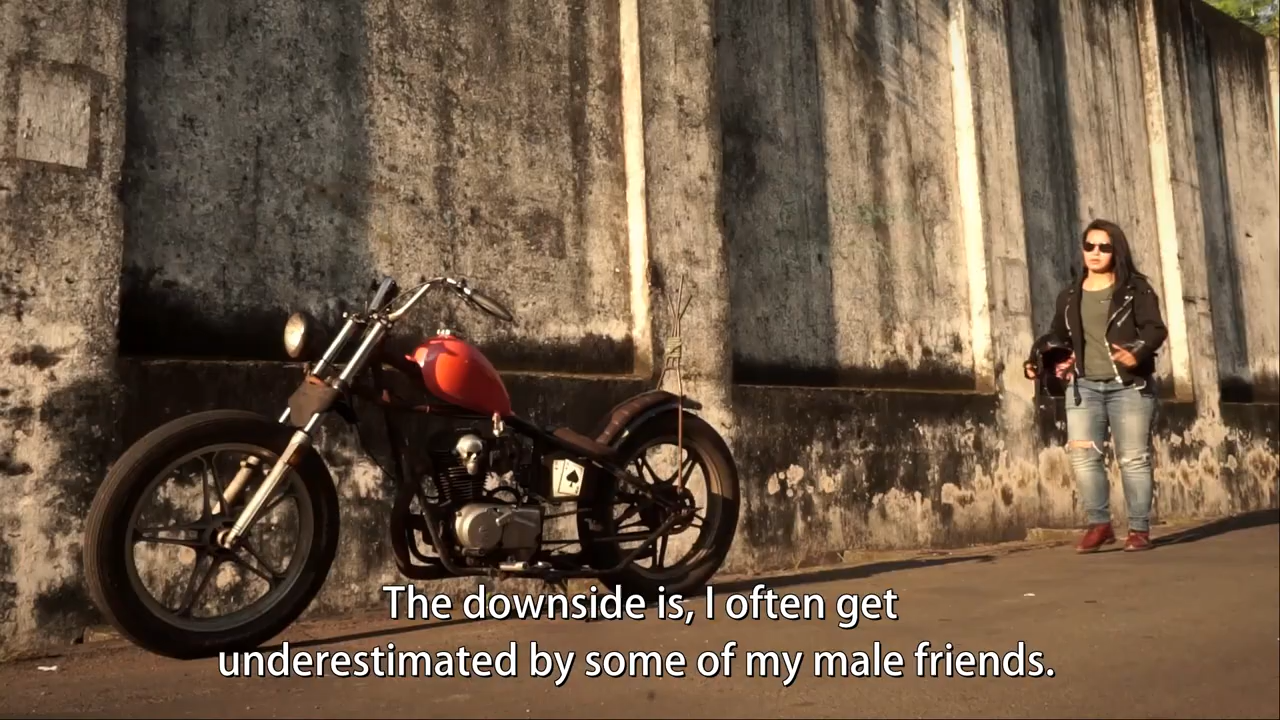 The downside is, I often get
underestimated by some of my male friends.